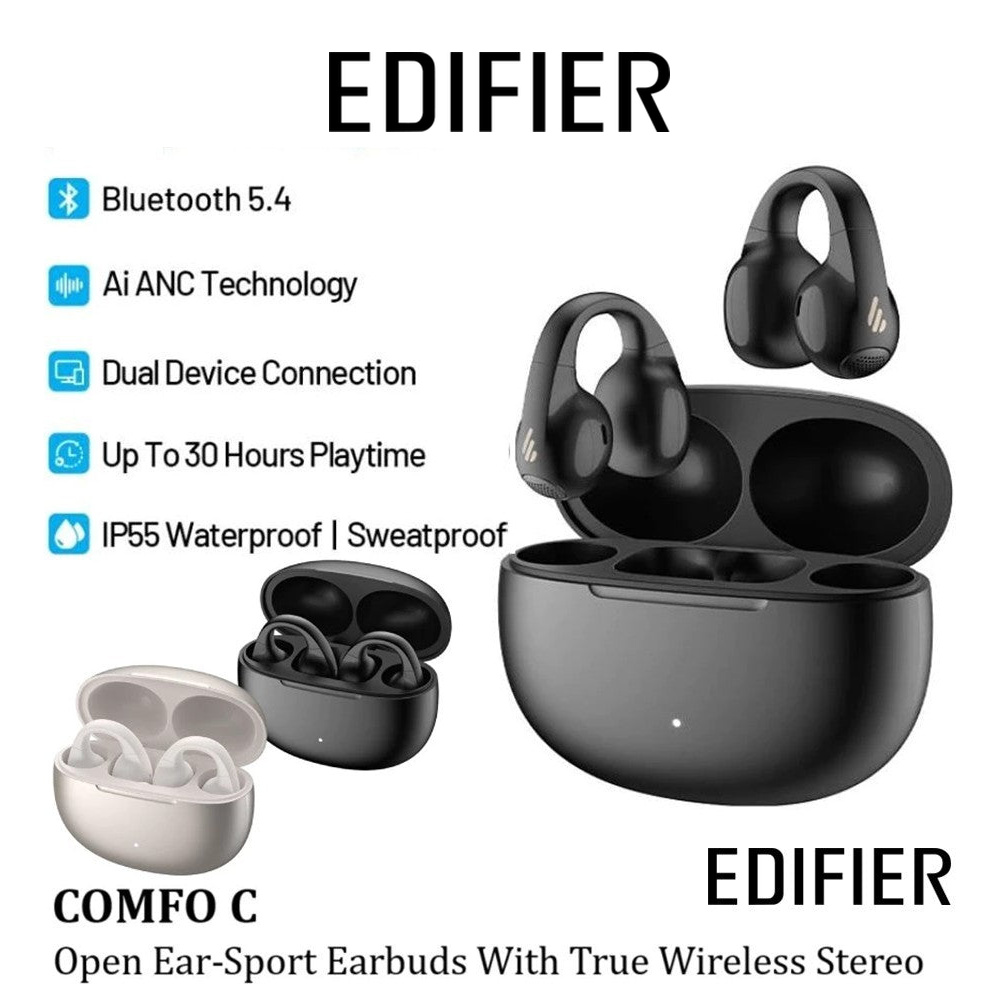 EDIFIER
Bluetooth 5.4
Ai ANC Technology
Dual Device Connection
Up To 30 Hours Playtime
IP55 Waterproof | Sweatproof
EDIFIER
COMFO C
Open Ear-Sport Earbuds With True Wireless Stereo